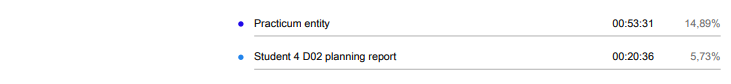 Practicum entity 00:53:31 14,89%
Student 4 D02 planning report 00:20:36 5,73%